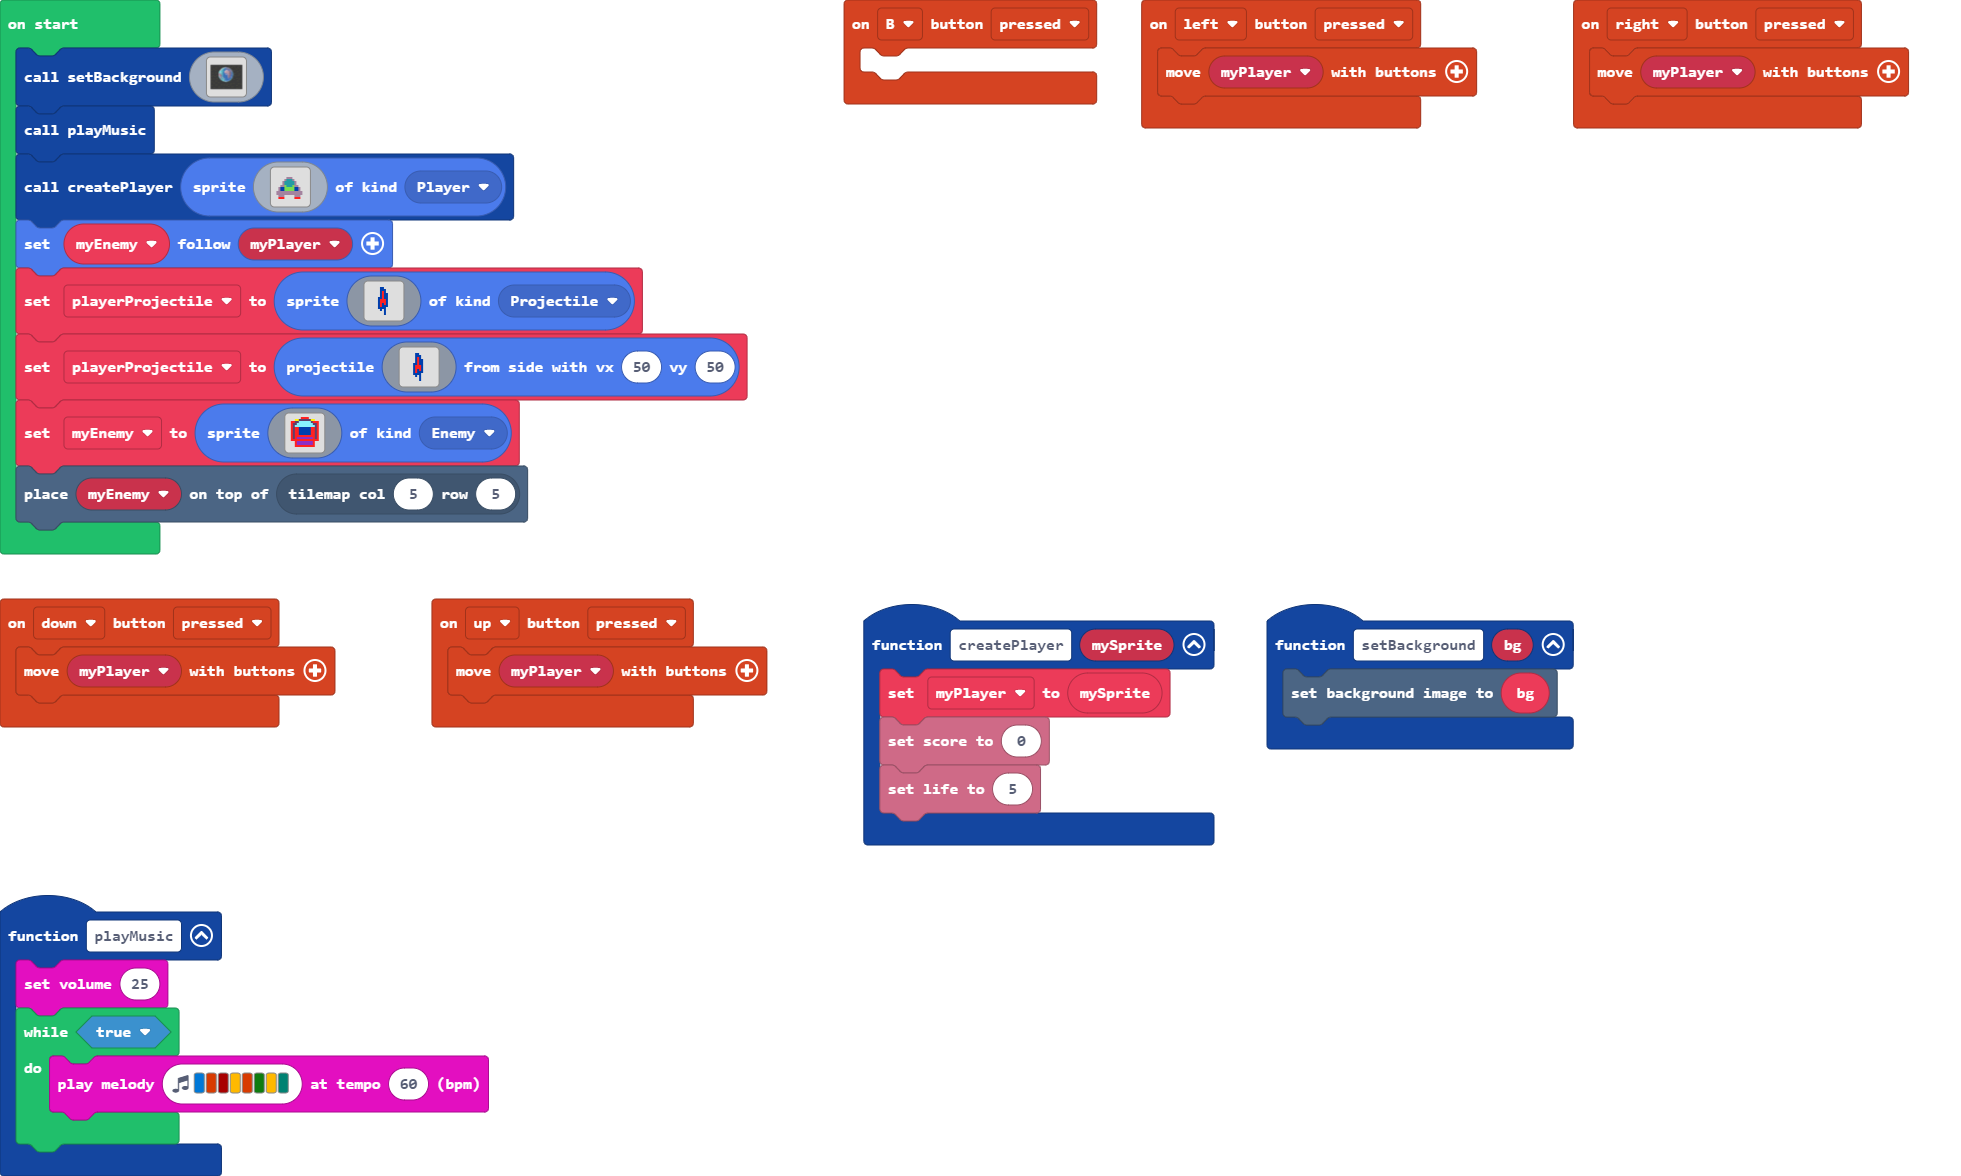 on start
call setBackground
call playMusic
call createPlayer sprite of kind Player
set myEnemy follow myPlayer
set playerProjectile to sprite of kind Projectile
set playerProjectile to projectile from side with vx 50 vy 50
set myEnemy to sprite of kind Enemy
place myEnemy on top of tilemap col 5 row 5
on B button pressed
on left button pressed
move myPlayer with buttons
on right button pressed
move myPlayer with buttons
on down button pressed
move myPlayer with buttons
on up button pressed
move myPlayer with buttons
function createPlayer mySprite
set myPlayer to mySprite
set score to 0
set life to 5
function setBackground bg
set background image to bg
function playMusic
set volume 25
while true
do
play melody at tempo 60 (bpm)